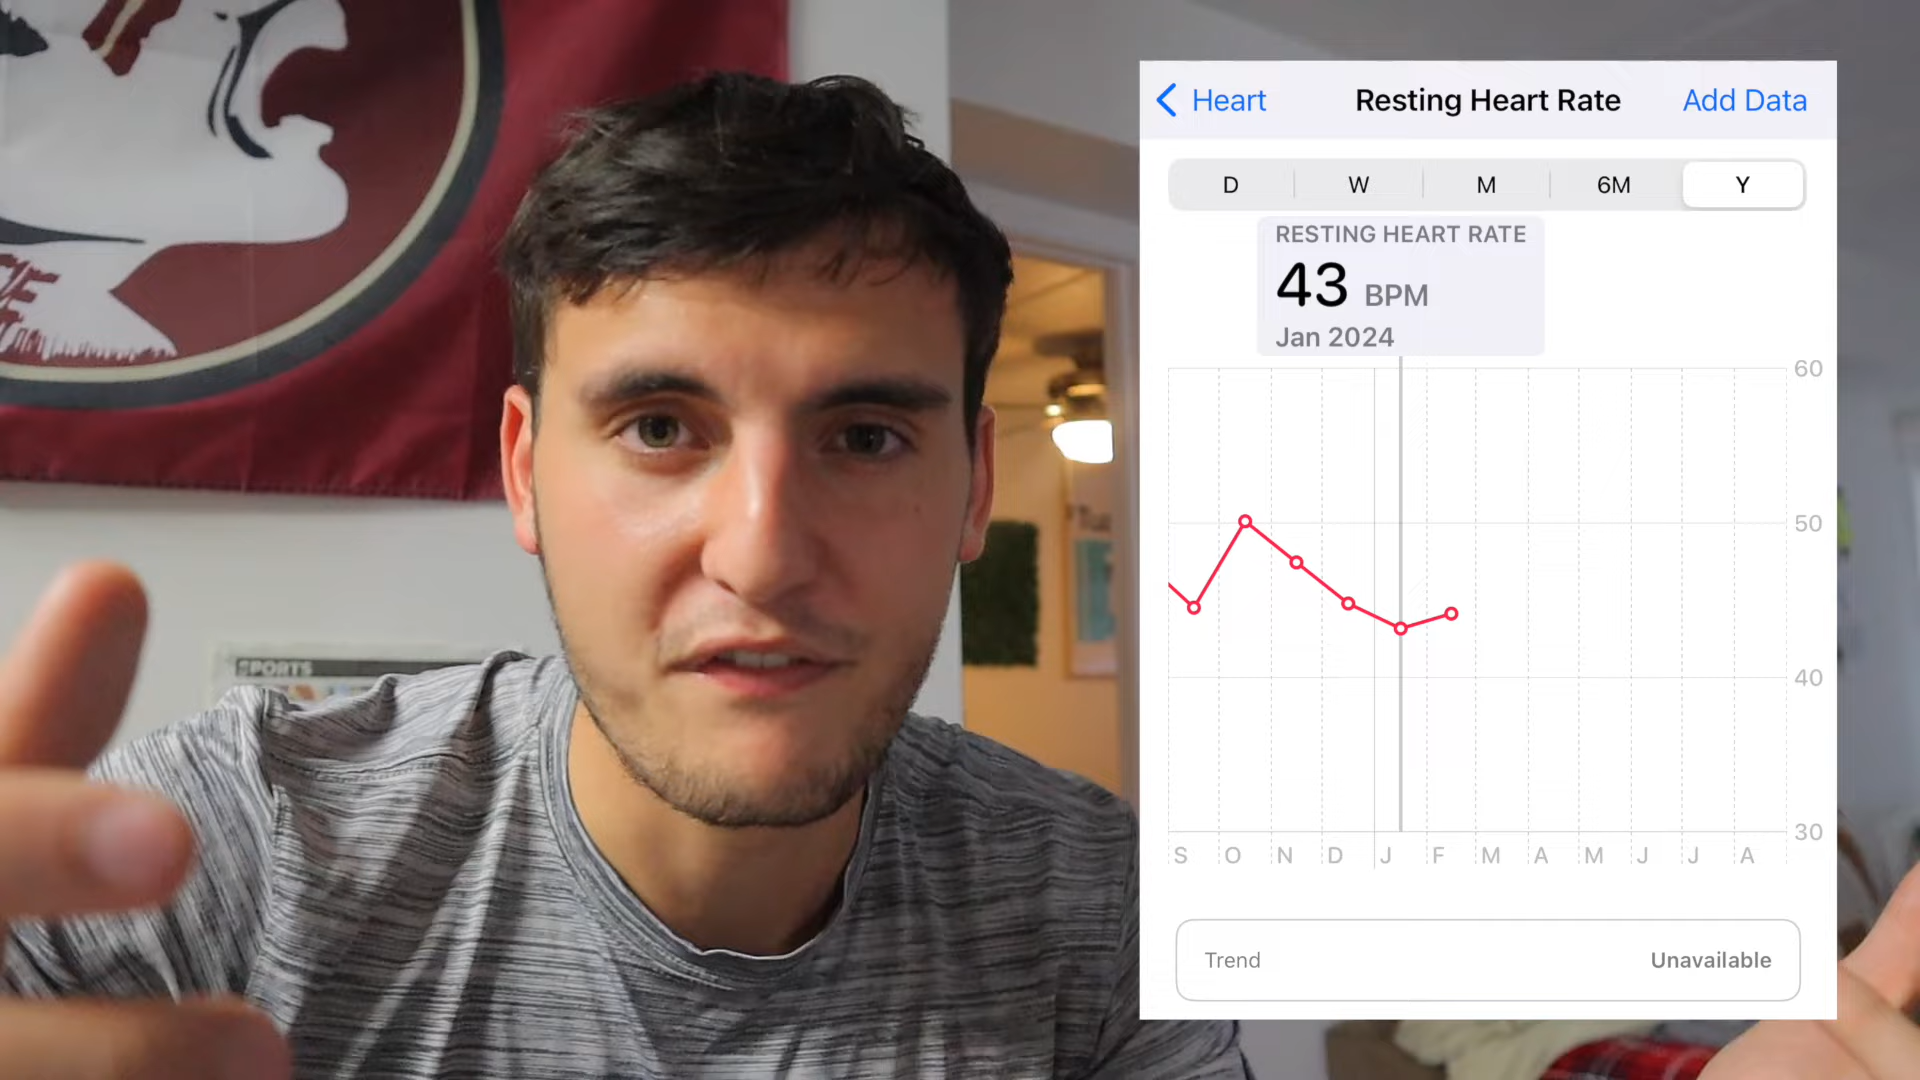 SPORTS
Heart
Resting Heart Rate
Add Data
D W M 6M Y
RESTING HEART RATE
43 BPM
Jan 2024
60
50
40
30
S O N D J F M A M J J A
Trend Unavailable